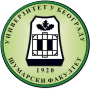 УНИВЕРЗИТЕТ У БЕОГРАДУ
1920
ШУМАРСКИ ФАКУЛТЕТ